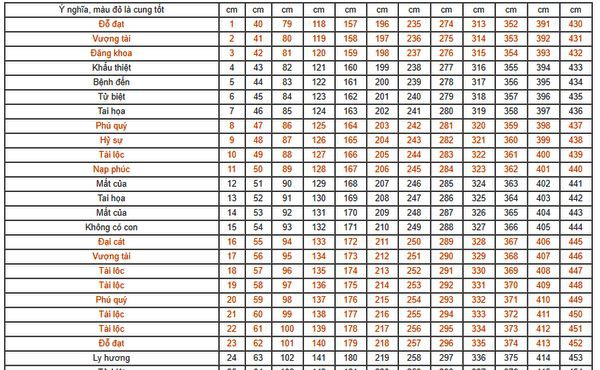 Ý nghĩa, màu đỏ là cung tốt cm cm cm cm cm cm cm cm cm cm cm cm
Đỗ đạt 1 40 79 118 157 196 235 274 313 352 391 430
Vượng tài 2 41 80 119 158 197 236 275 314 353 392 431
Đăng khoa 3 42 81 120 159 198 237 276 315 354 393 432
Khẩu thiệt 4 43 82 121 160 199 238 277 316 355 394 433
Bệnh đến 5 44 83 122 161 200 239 278 317 356 395 434
Tử biệt 6 45 84 123 162 201 240 279 318 357 396 435
Tai họa 7 46 85 124 163 202 241 280 319 358 397 436
Phú quý 8 47 86 125 164 203 242 281 320 359 398 437
Hỷ sự 9 48 87 126 165 204 243 282 321 360 399 438
Tài lộc 10 49 88 127 166 205 244 283 322 361 400 439
Nạp phúc 11 50 89 128 167 206 245 284 323 362 401 440
Mất của 12 51 90 129 168 207 246 285 324 363 402 441
Tai họa 13 52 91 130 169 208 247 286 325 364 403 442
Mất của 14 53 92 131 170 209 248 287 326 365 404 443
Không có con 15 54 93 132 171 210 249 288 327 366 405 444
Đại cát 16 55 94 133 172 211 250 289 328 367 406 445
Vượng tài 17 56 95 134 173 212 251 290 329 368 407 446
Tài lôc 18 57 96 135 174 213 252 291 330 369 408 447
Tài lộc 19 58 97 136 175 214 253 292 331 370 409 448
Phú quý 20 59 98 137 176 215 254 293 332 371 410 449
Tài lộc 21 60 99 138 177 216 255 294 333 372 411 450
Tài lộc 22 61 100 139 178 217 256 295 334 373 412 451
Đỗ đạt 23 62 101 140 179 218 257 296 335 374 413 452
Ly hương 24 63 102 141 180 219 258 297 336 375 414 453